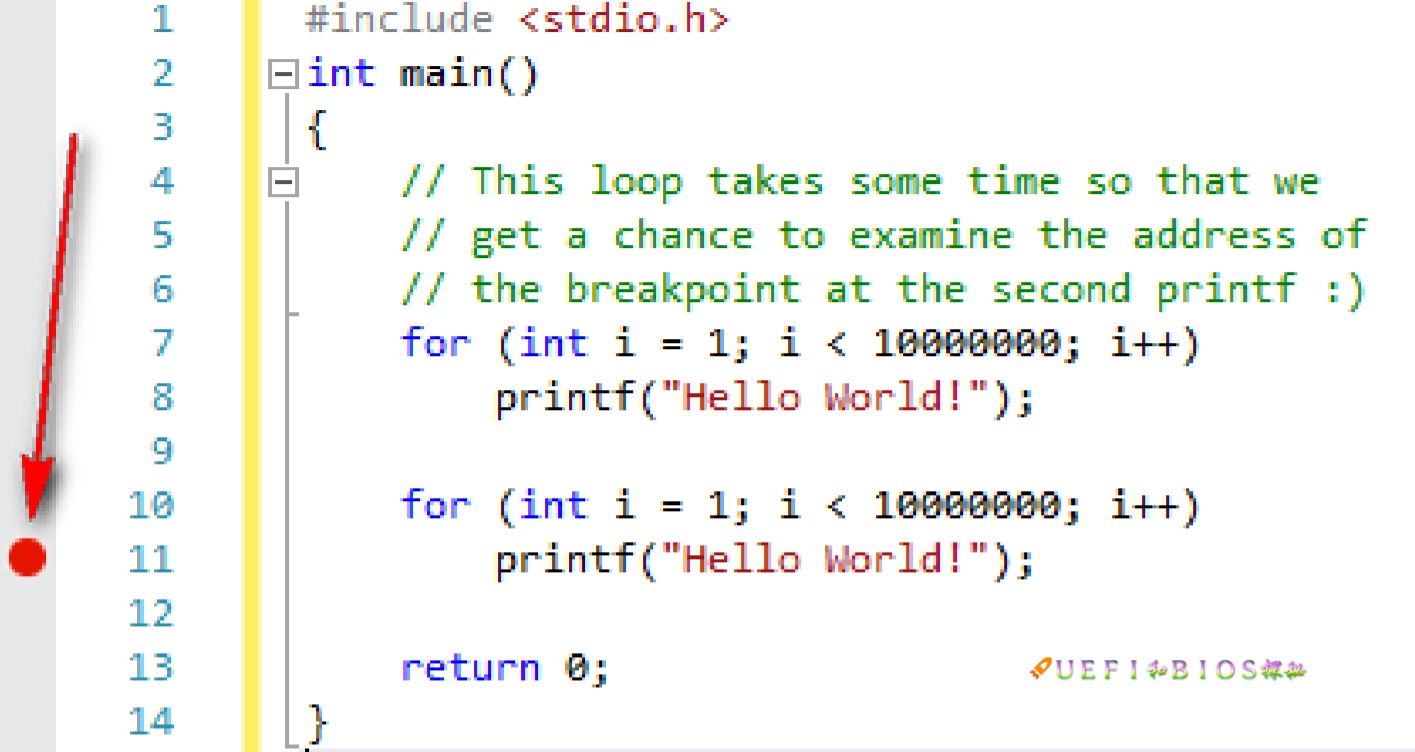 1 #include <stdio.h>
2 int main()
3 {
4 // This loop takes some time so that we
5 // get a chance to examine the address of
6 // the breakpoint at the second printf :)
7 for (int i = 1; i < 10000000; i++)
8 printf("Hello World!");
9
10 for (int i = 1; i < 10000000; i++)
11 printf("Hello World!");
12
13 return 0;
UEFI和BIOS探秘
14 }